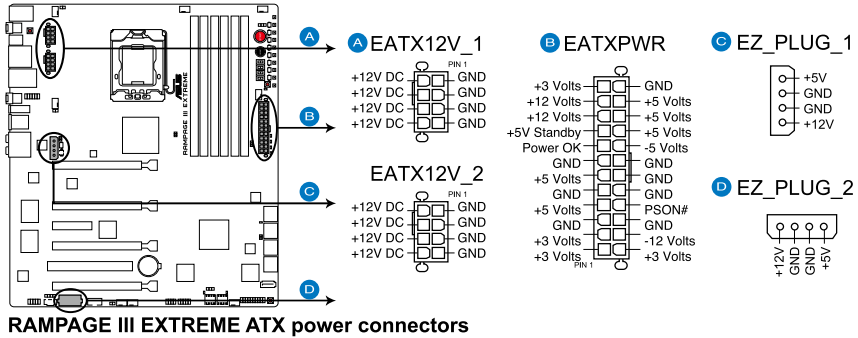 A
B
C
D
ASUS
RAMPAGE III EXTREME
A EATX12V_1
PIN 1
+12V DC GND
+12V DC GND
+12V DC GND
+12V DC GND
EATX12V_2
PIN 1
+12V DC GND
+12V DC GND
+12V DC GND
+12V DC GND
B EATXPWR
+3 Volts GND
+12 Volts +5 Volts
+12 Volts +5 Volts
+5V Standby +5 Volts
Power OK -5 Volts
GND GND
+5 Volts GND
GND GND
+5 Volts PSON#
GND GND
+3 Volts -12 Volts
+3 Volts +3 Volts
PIN 1
C EZ_PLUG_1
+5V
GND
GND
+12V
D EZ_PLUG_2
+12V
GND
GND
+5V
RAMPAGE III EXTREME ATX power connectors